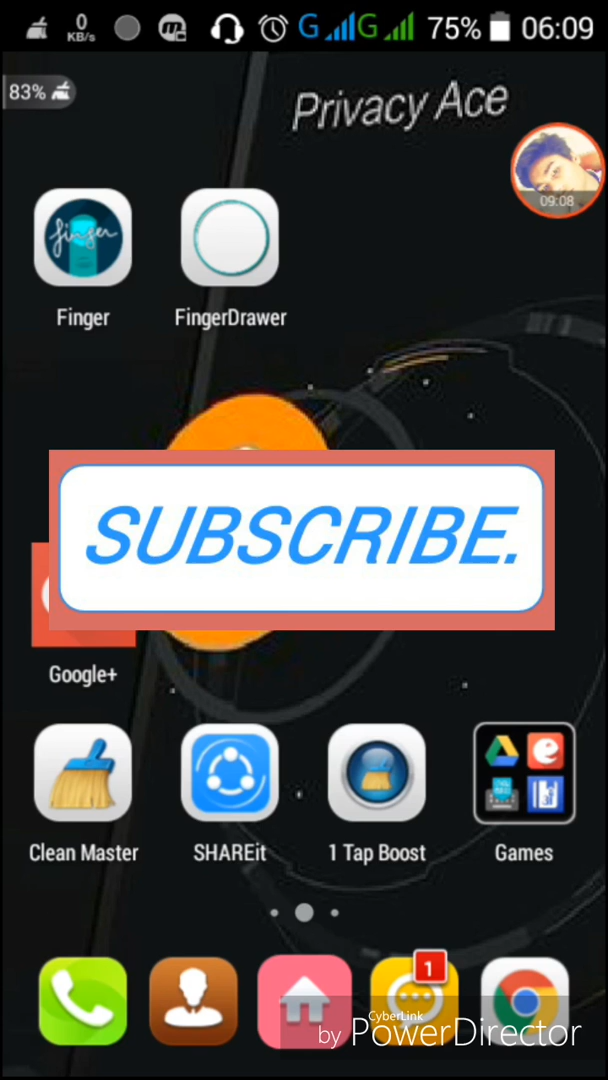 0
KB/s
G
G
75%
06:09
83%
Privacy Ace
09:08
finger
Finger
FingerDrawer
SUBSCRIBE.
Google+
Clean Master
SHAREit
1 Tap Boost
Games
1
CyberLink
by PowerDirector